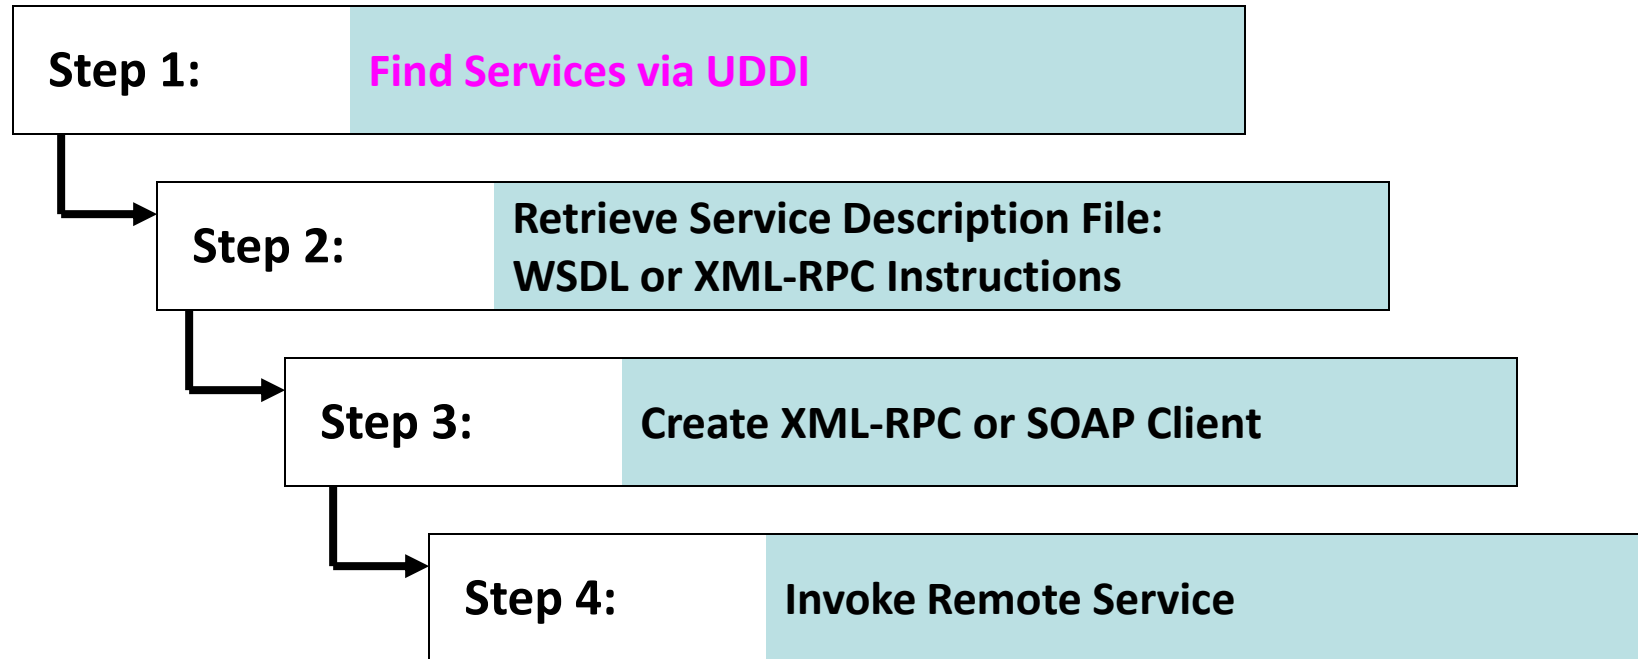 Step 1:
Find Services via UDDI
Step 2:
Retrieve Service Description File:
WSDL or XML-RPC Instructions
Step 3:
Create XML-RPC or SOAP Client
Step 4:
Invoke Remote Service